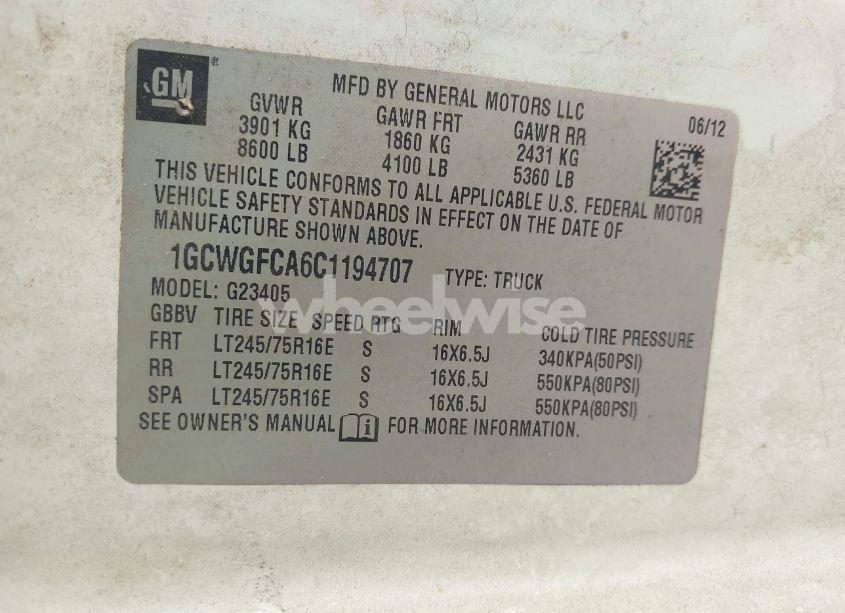 GM®
MFD BY GENERAL MOTORS LLC
GVWR GAWR FRT GAWR RR 06/12
3901 KG 1860 KG 2431 KG
8600 LB 4100 LB 5360 LB
THIS VEHICLE CONFORMS TO ALL APPLICABLE U.S. FEDERAL MOTOR
VEHICLE SAFETY STANDARDS IN EFFECT ON THE DATE OF
MANUFACTURE SHOWN ABOVE.
1GCWGFCA6C1194707 TYPE: TRUCK
MODEL: G23405
wheelwise
GBBV TIRE SIZE SPEED RTG RIM COLD TIRE PRESSURE
FRT LT245/75R16E S 16X6.5J 340KPA(50PSI)
RR LT245/75R16E S 16X6.5J 550KPA(80PSI)
SPA LT245/75R16E S 16X6.5J 550KPA(80PSI)
SEE OWNER'S MANUAL i FOR MORE INFORMATION.